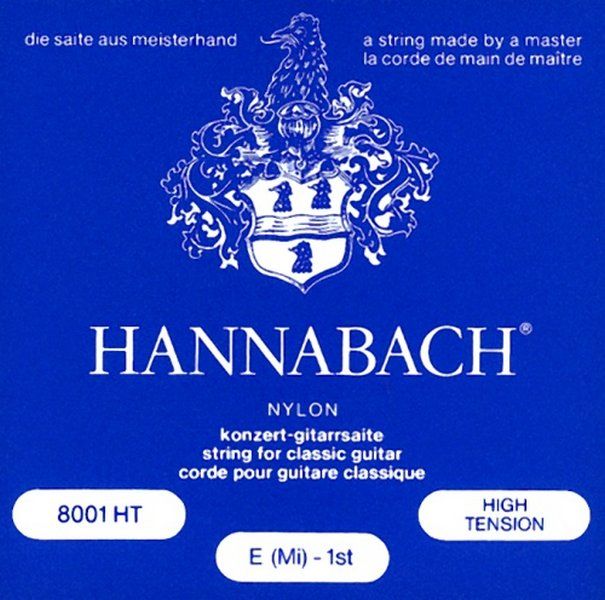 die saite aus meisterhand
a string made by a master
la corde de main de maître
HANNABACH®
NYLON
konzert-gitarrsaite
string for classic guitar
corde pour guitare classique
8001 HT
HIGH
TENSION
E (Mi) - 1st